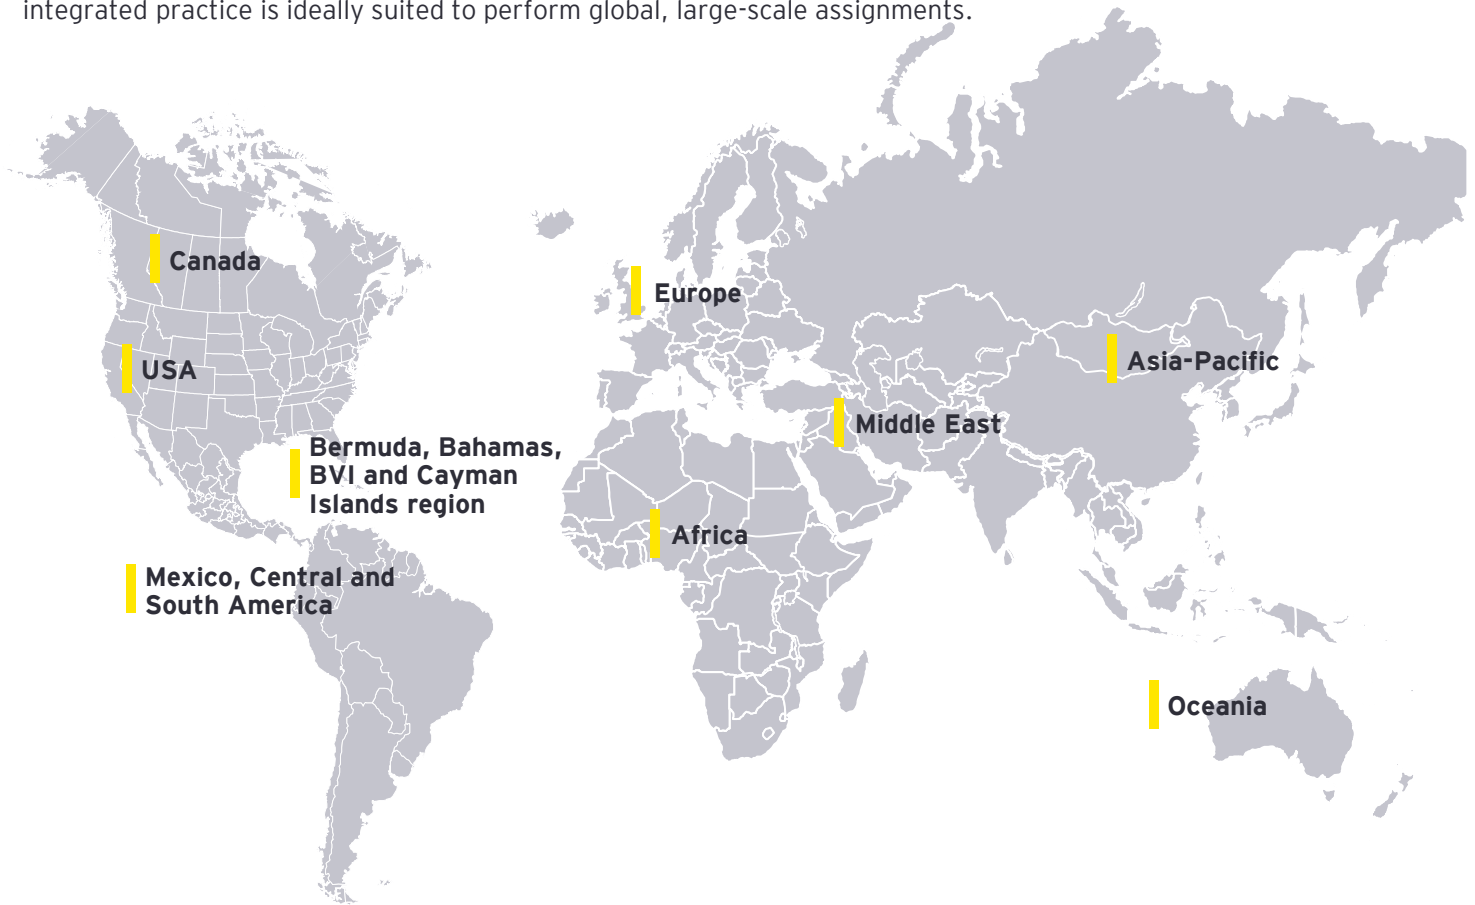 integrated practice is ideally suited to perform global, large-scale assignments.
Canada
Europe
USA
Asia-Pacific
Middle East
Bermuda, Bahamas,
BVI and Cayman
Islands region
Africa
Mexico, Central and
South America
Oceania